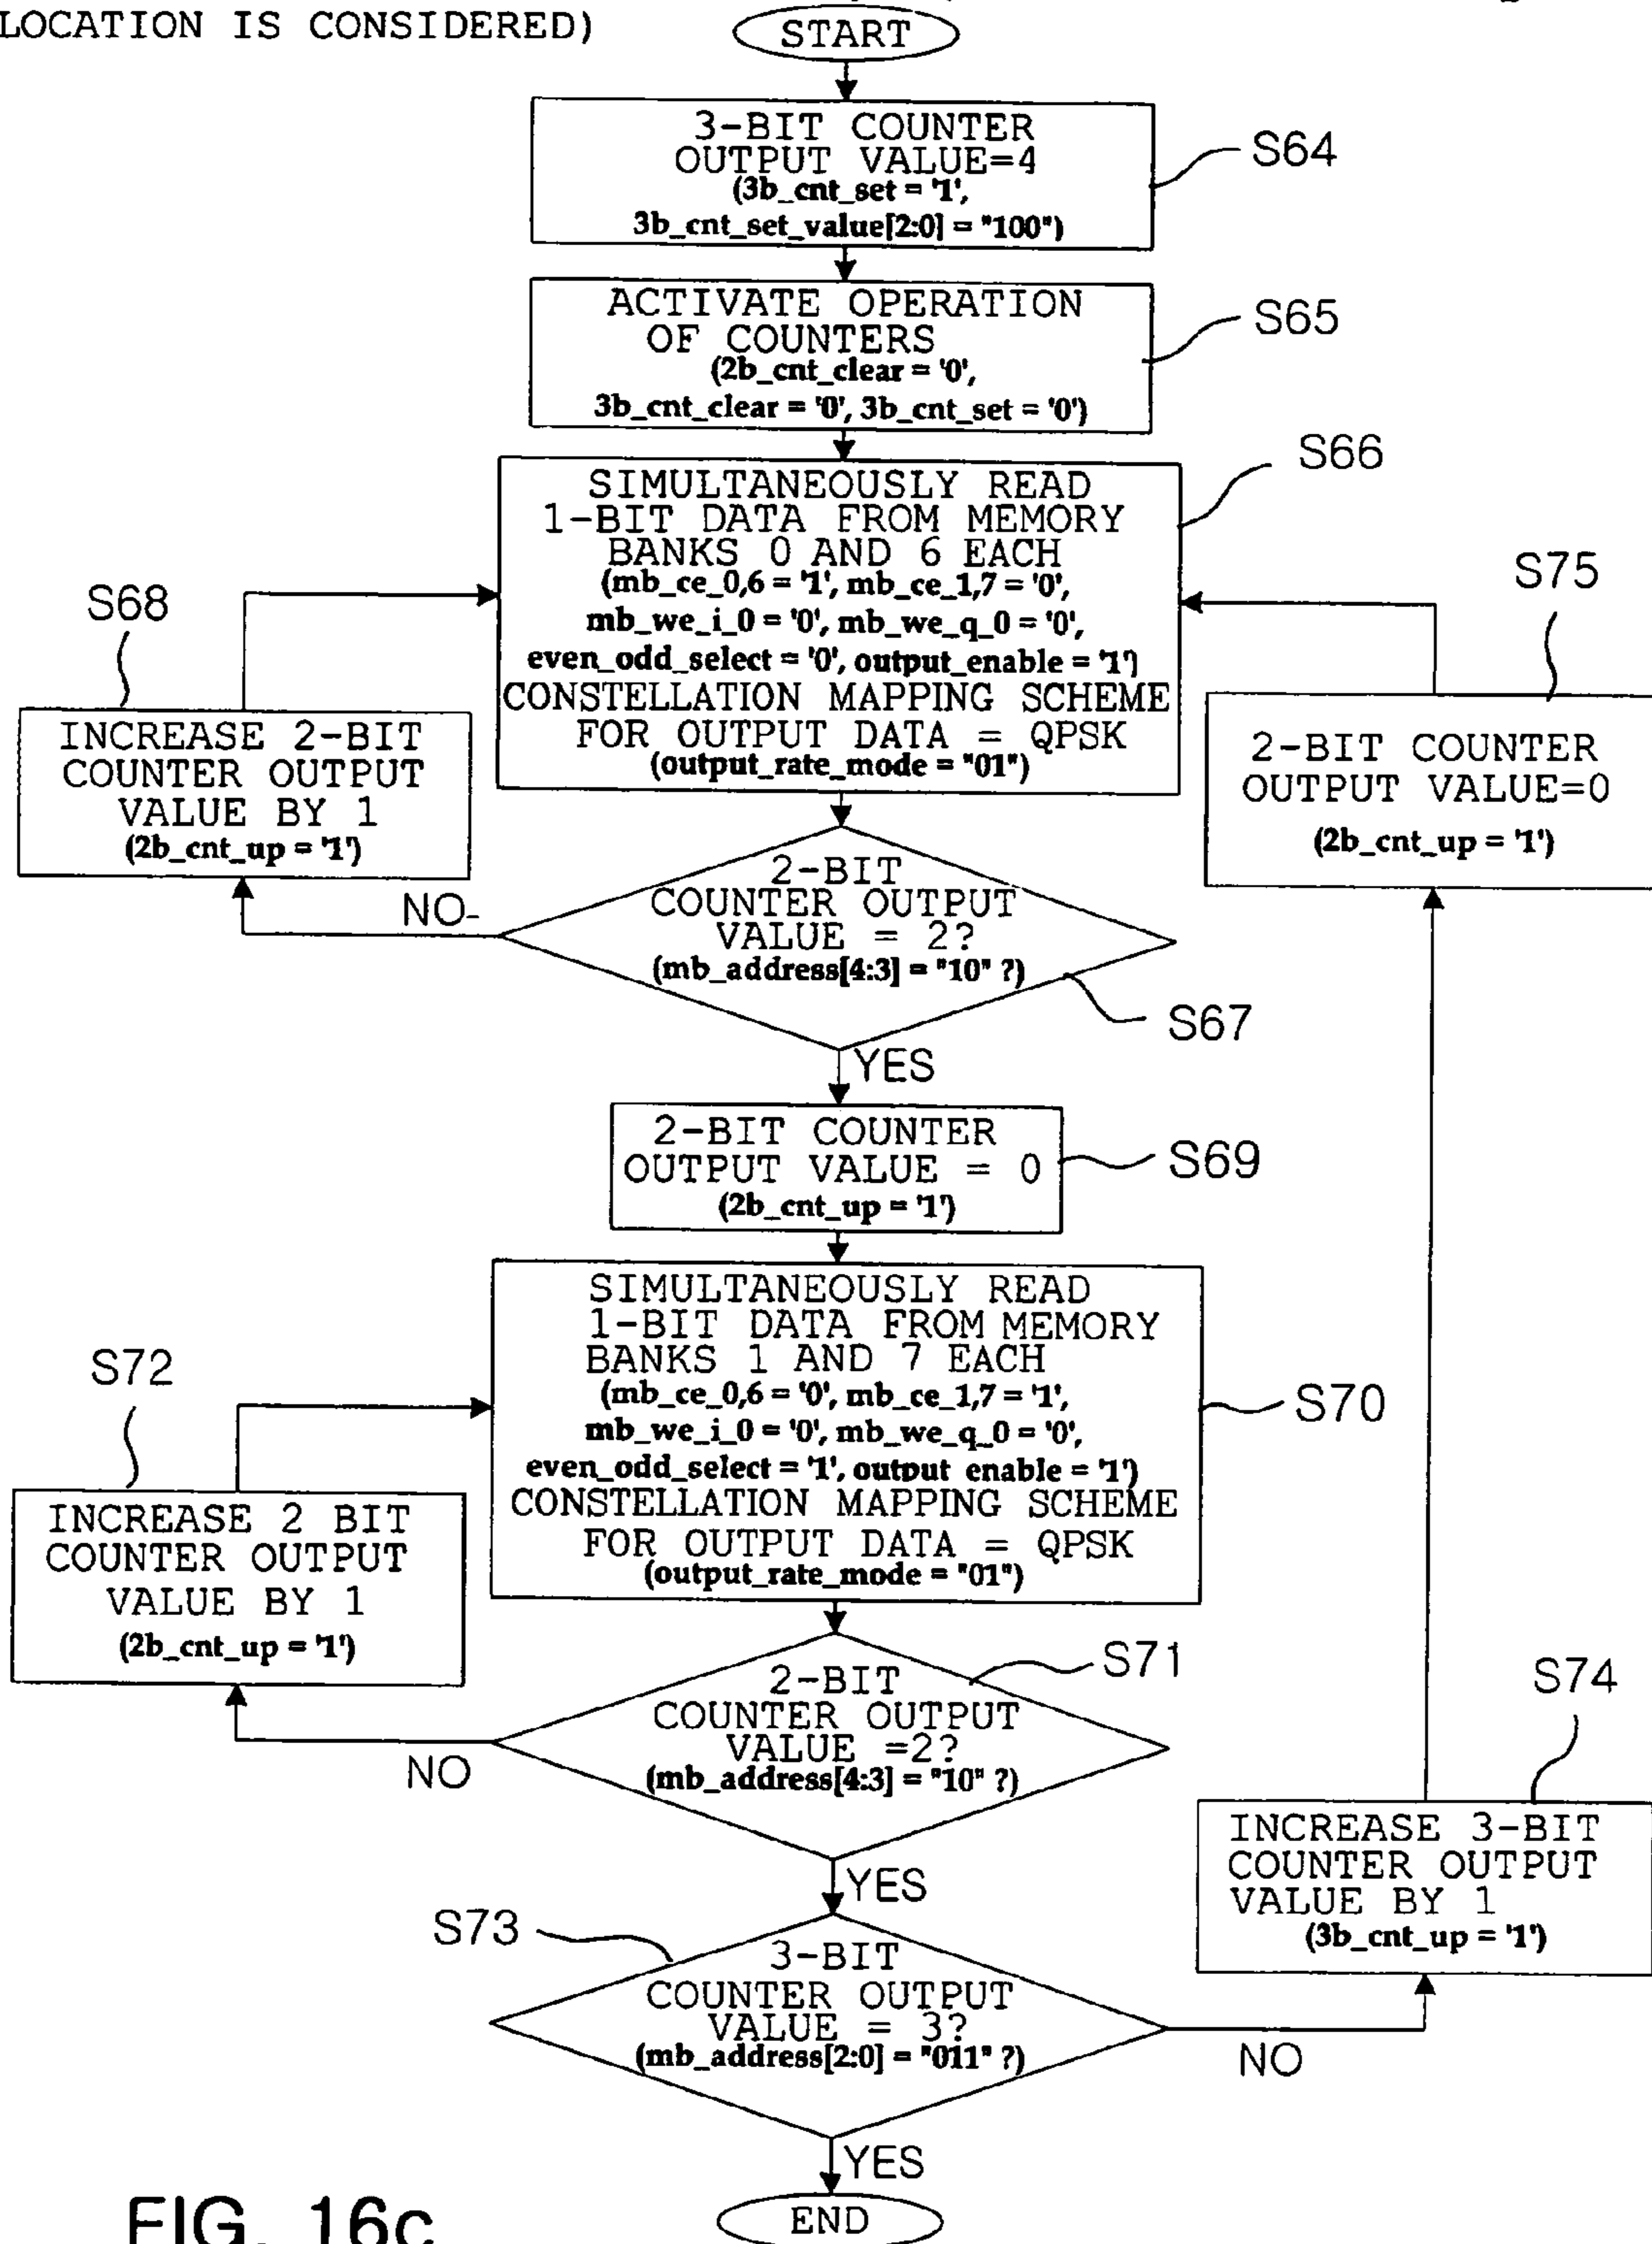 LOCATION IS CONSIDERED)
START
3-BIT COUNTER
OUTPUT VALUE=4
(3b_cnt_set = '1',
3b_cnt_set_value[2:0] = "100")
S64
ACTIVATE OPERATION
OF COUNTERS
(2b_cnt_clear = '0',
3b_cnt_clear = '0', 3b_cnt_set = '0')
S65
SIMULTANEOUSLY READ
1-BIT DATA FROM MEMORY
BANKS 0 AND 6 EACH
(mb_ce_0,6 = '1', mb_ce_1,7 = '0',
mb_we_i_0 = '0', mb_we_q_0 = '0',
even_odd_select = '0', output_enable = '1')
CONSTELLATION MAPPING SCHEME
FOR OUTPUT DATA = QPSK
(output_rate_mode = "01")
S66
S68
INCREASE 2-BIT
COUNTER OUTPUT
VALUE BY 1
(2b_cnt_up = '1')
S75
2-BIT COUNTER
OUTPUT VALUE=0
(2b_cnt_up = '1')
2-BIT
COUNTER OUTPUT
VALUE = 2?
(mb_address[4:3] = "10" ?)
NO
S67
YES
2-BIT COUNTER
OUTPUT VALUE = 0
(2b_cnt_up = '1')
S69
SIMULTANEOUSLY READ
1-BIT DATA FROM MEMORY
BANKS 1 AND 7 EACH
(mb_ce_0,6 = '0', mb_ce_1,7 = '1',
mb_we_i_0 = '0', mb_we_q_0 = '0',
even_odd_select = '1', output enable = '1')
CONSTELLATION MAPPING SCHEME
FOR OUTPUT DATA = QPSK
(output_rate_mode = "01")
S70
S72
INCREASE 2 BIT
COUNTER OUTPUT
VALUE BY 1
(2b_cnt_up = '1')
2-BIT
COUNTER OUTPUT
VALUE =2?
(mb_address[4:3] = "10" ?)
S71
NO
YES
S74
INCREASE 3-BIT
COUNTER OUTPUT
VALUE BY 1
(3b_cnt_up = '1')
S73
3-BIT
COUNTER OUTPUT
VALUE = 3?
(mb_address[2:0] = "011" ?)
NO
YES
END
FIG. 16c